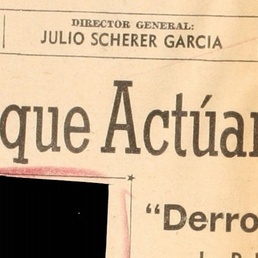 DIRECTOR GENERAL:
JULIO SCHERER GARCIA
que Actúan
"Derro